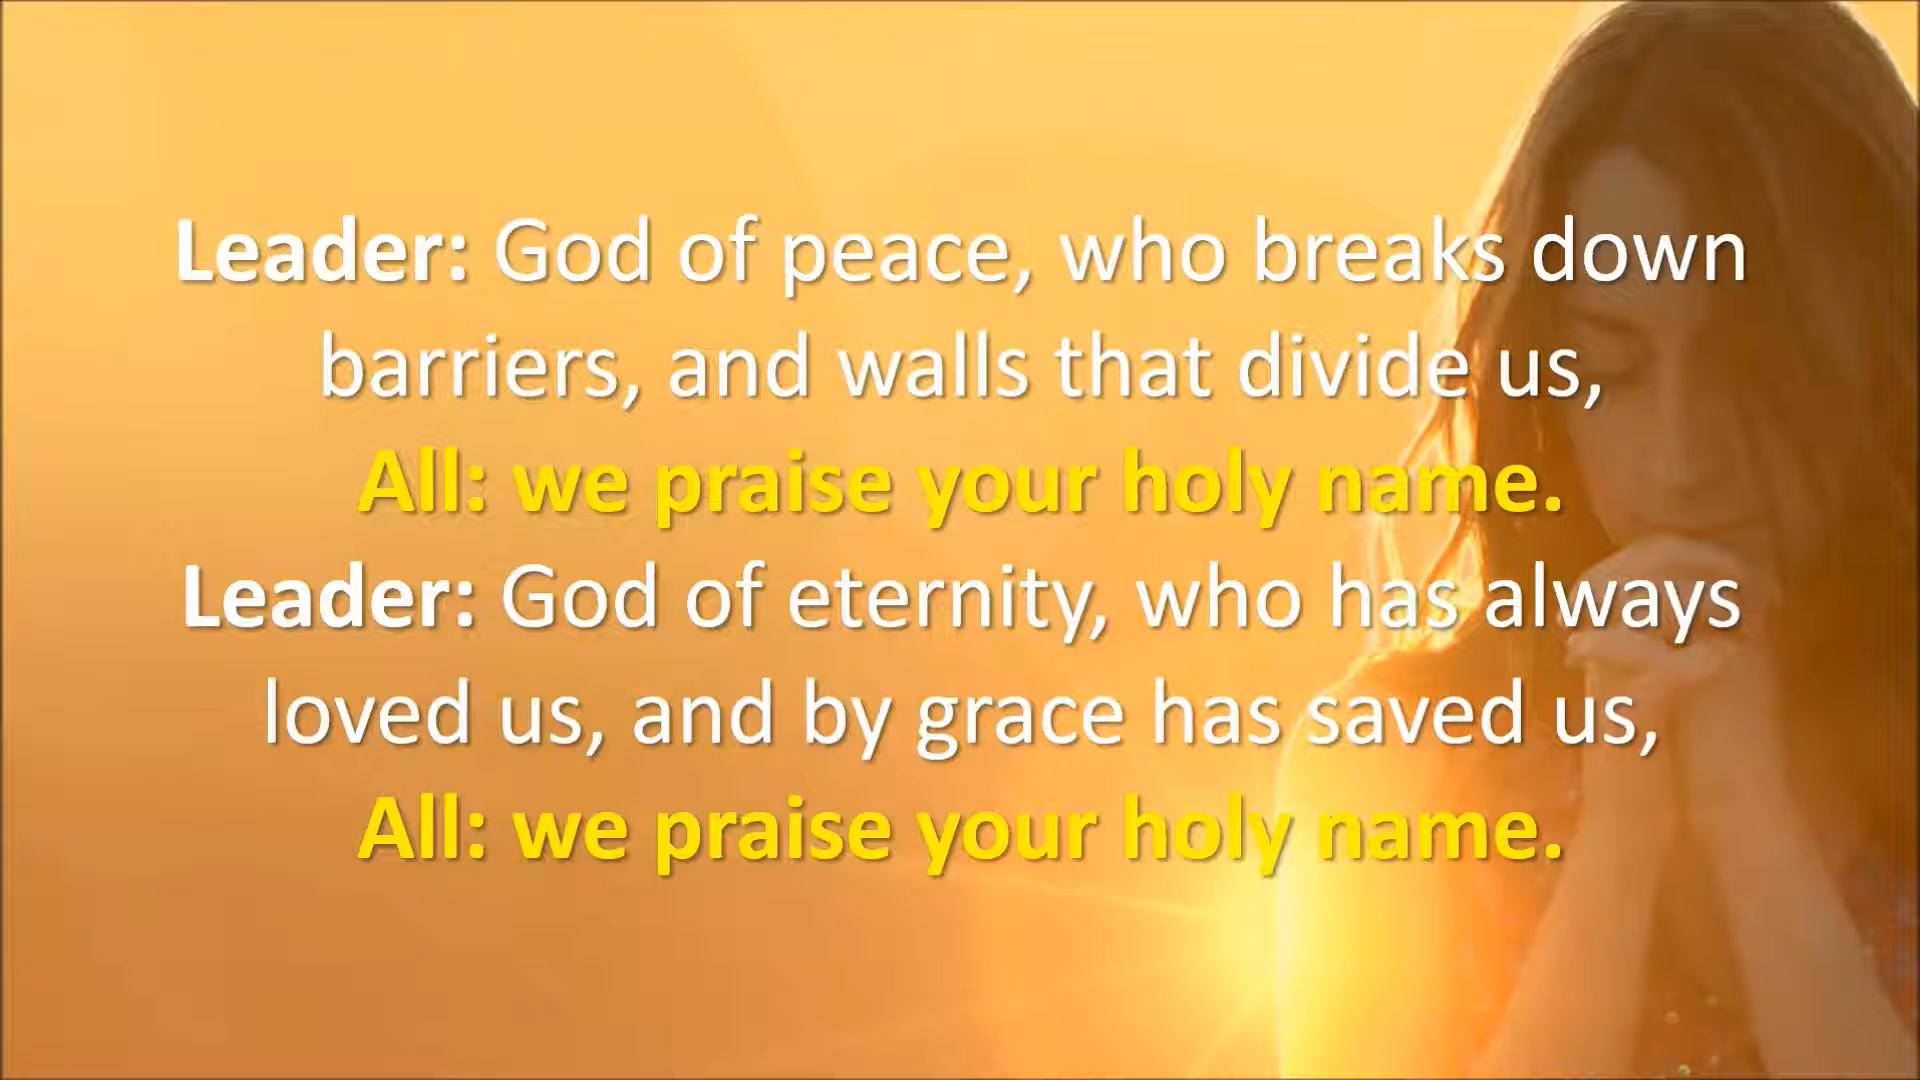 Leader: God of peace, who breaks down
barriers, and walls that divide us,
All: we praise your holy name.
Leader: God of eternity, who has always
loved us, and by grace has saved us,
All: we praise your holy name.